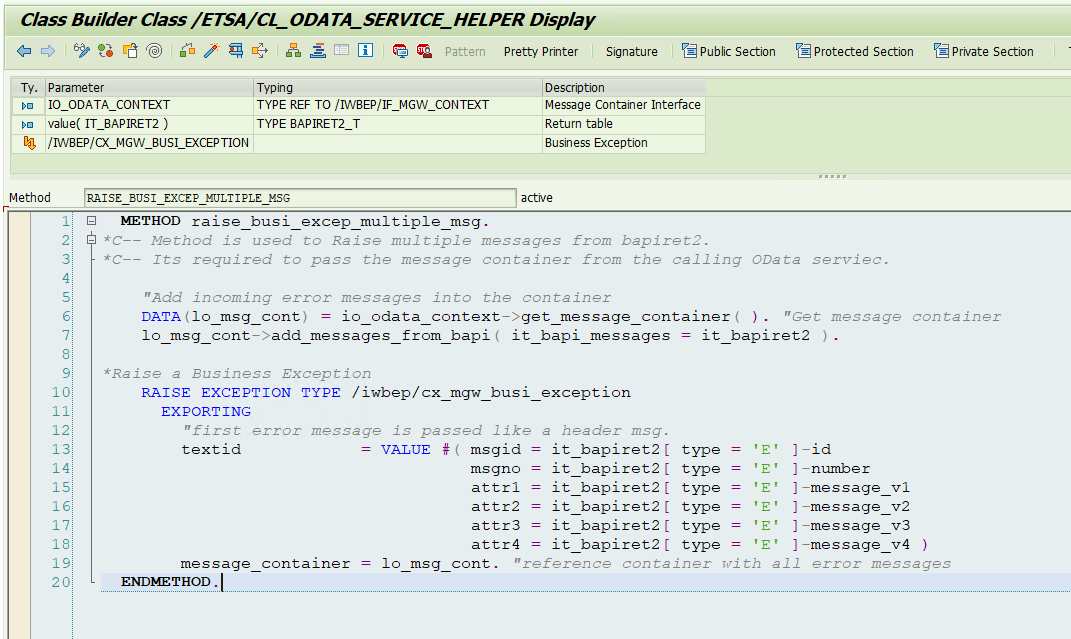 Class Builder Class /ETSA/CL_ODATA_SERVICE_HELPER Display
Pattern Pretty Printer Signature Public Section Protected Section Private Section
Ty. Parameter Typing Description
IO_ODATA_CONTEXT TYPE REF TO /IWBEP/IF_MGW_CONTEXT Message Container Interface
value( IT_BAPIRET2 ) TYPE BAPIRET2_T Return table
/IWBEP/CX_MGW_BUSI_EXCEPTION Business Exception
Method RAISE_BUSI_EXCEP_MULTIPLE_MSG active
1 METHOD raise_busi_excep_multiple_msg.
2 *C-- Method is used to Raise multiple messages from bapiret2.
3 *C-- Its required to pass the message container from the calling OData serviec.
4
5 "Add incoming error messages into the container
6 DATA(lo_msg_cont) = io_odata_context->get_message_container( ). "Get message container
7 lo_msg_cont->add_messages_from_bapi( it_bapi_messages = it_bapiret2 ).
8
9 *Raise a Business Exception
10 RAISE EXCEPTION TYPE /iwbep/cx_mgw_busi_exception
11 EXPORTING
12 "first error message is passed like a header msg.
13 textid = VALUE #( msgid = it_bapiret2[ type = 'E' ]-id
14 msgno = it_bapiret2[ type = 'E' ]-number
15 attr1 = it_bapiret2[ type = 'E' ]-message_v1
16 attr2 = it_bapiret2[ type = 'E' ]-message_v2
17 attr3 = it_bapiret2[ type = 'E' ]-message_v3
18 attr4 = it_bapiret2[ type = 'E' ]-message_v4 )
19 message_container = lo_msg_cont. "reference container with all error messages
20 ENDMETHOD.